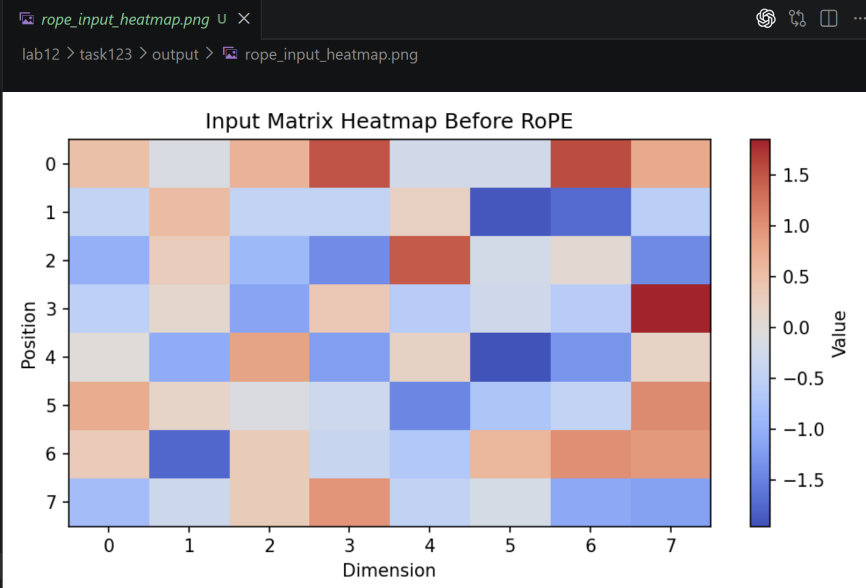 rope_input_heatmap.png U
lab12 > task123 > output > rope_input_heatmap.png
Input Matrix Heatmap Before RoPE
0
1
2
3
4
5
6
7
Position
0 1 2 3 4 5 6 7
Dimension
1.5
1.0
0.5
0.0
−0.5
−1.0
−1.5
Value